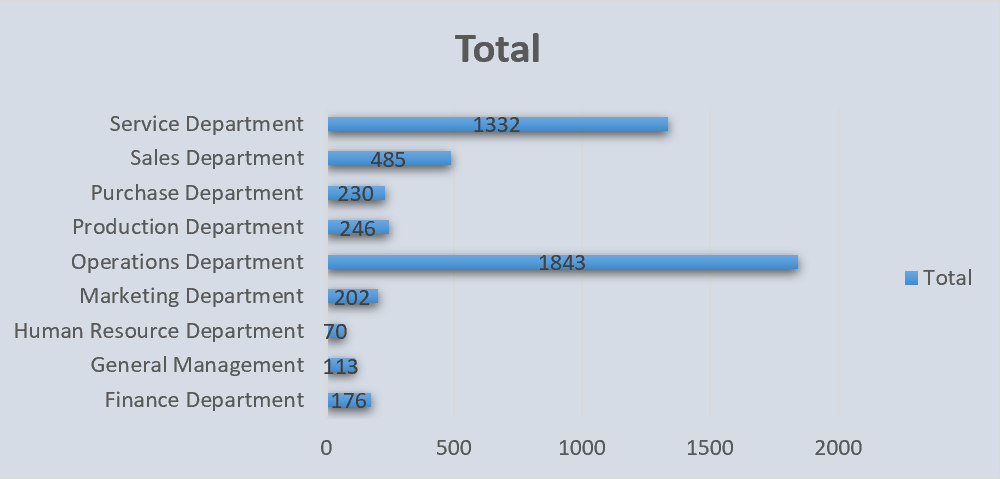 Total
Service Department 1332
Sales Department 485
Purchase Department 230
Production Department 246
Operations Department 1843
Marketing Department 202
Human Resource Department 70
General Management 113
Finance Department 176
0 500 1000 1500 2000
Total